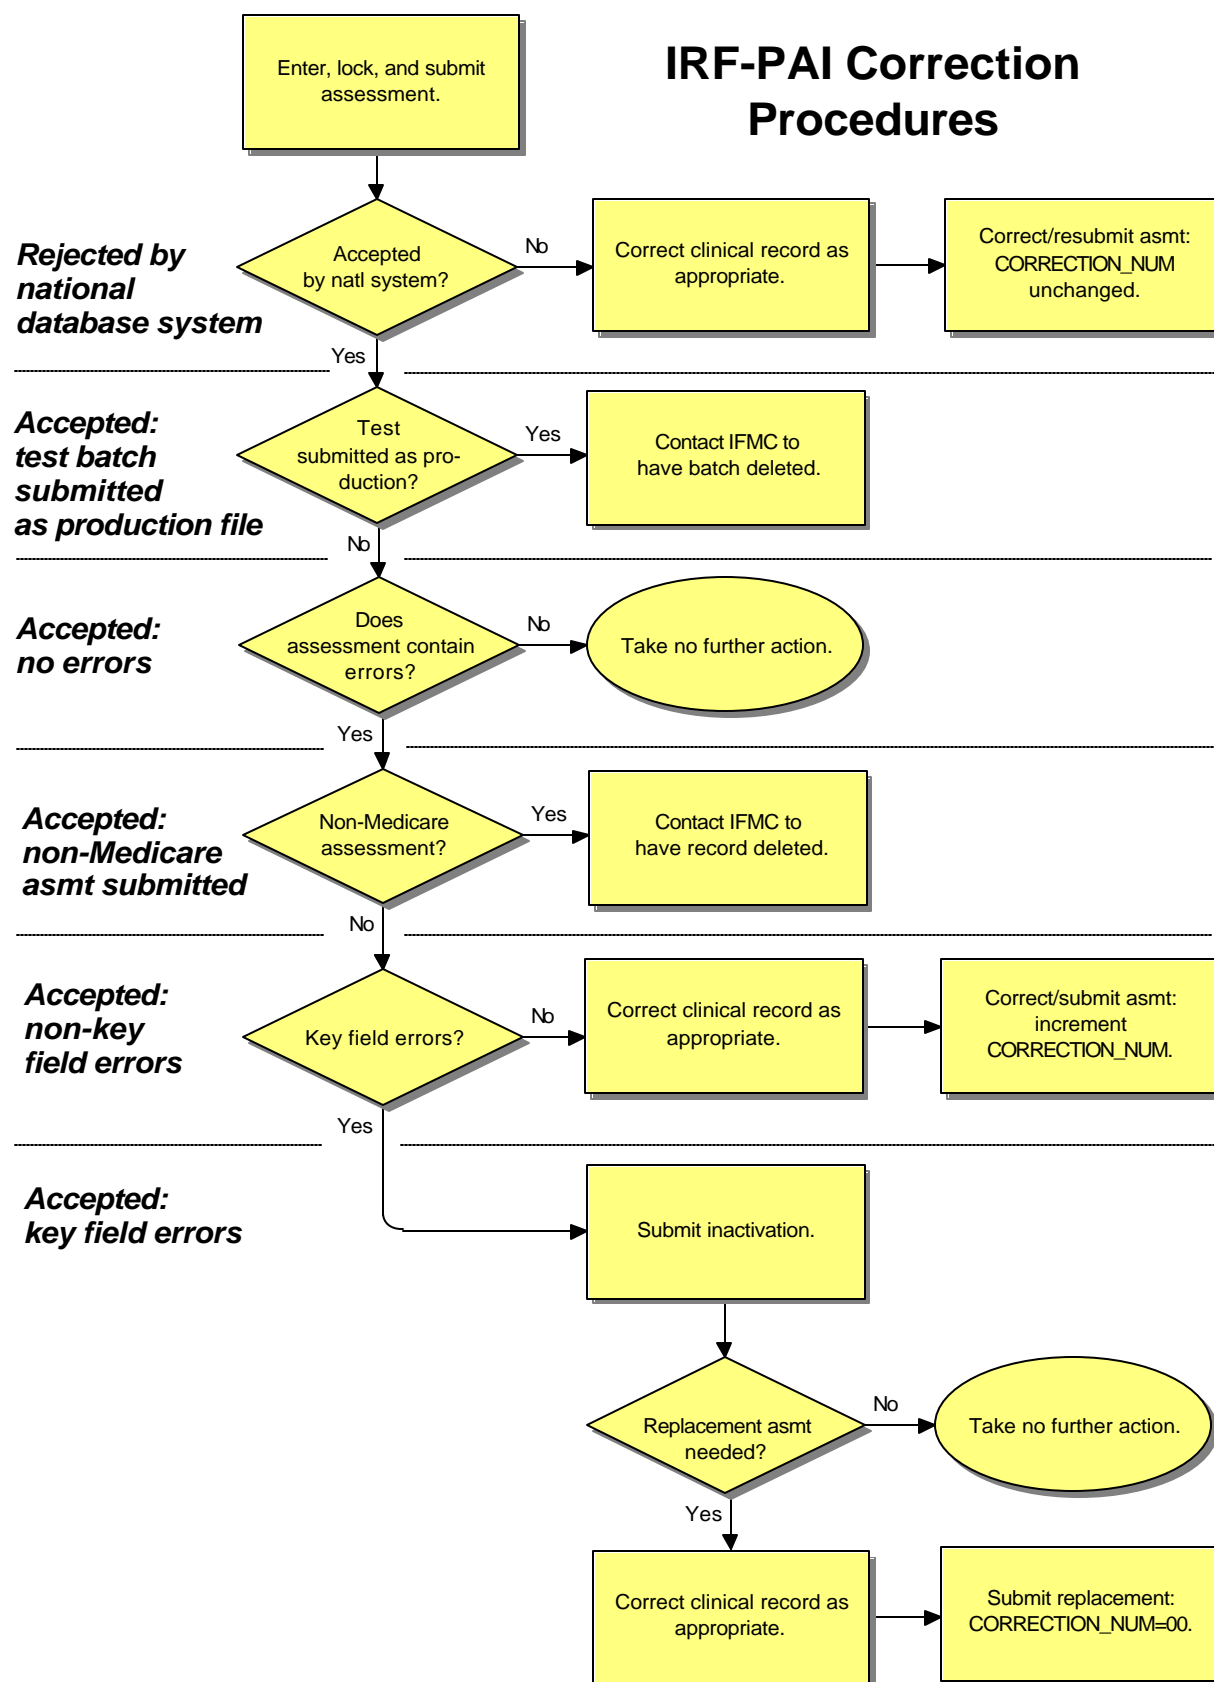 IRF-PAI Correction
Procedures
Enter, lock, and submit
assessment.
Rejected by
national
database system
Accepted
by natl system?
No
Correct clinical record as
appropriate.
Correct/resubmit asmt:
CORRECTION_NUM
unchanged.
Yes
Accepted:
test batch
submitted
as production file
Test
submitted as pro-
duction?
Yes
Contact IFMC to
have batch deleted.
No
Accepted:
no errors
Does
assessment contain
errors?
No
Take no further action.
Yes
Accepted:
non-Medicare
asmt submitted
Non-Medicare
assessment?
Yes
Contact IFMC to
have record deleted.
No
Accepted:
non-key
field errors
Key field errors?
No
Correct clinical record as
appropriate.
Correct/submit asmt:
increment
CORRECTION_NUM.
Yes
Accepted:
key field errors
Submit inactivation.
Replacement asmt
needed?
No
Take no further action.
Yes
Correct clinical record as
appropriate.
Submit replacement:
CORRECTION_NUM=00.